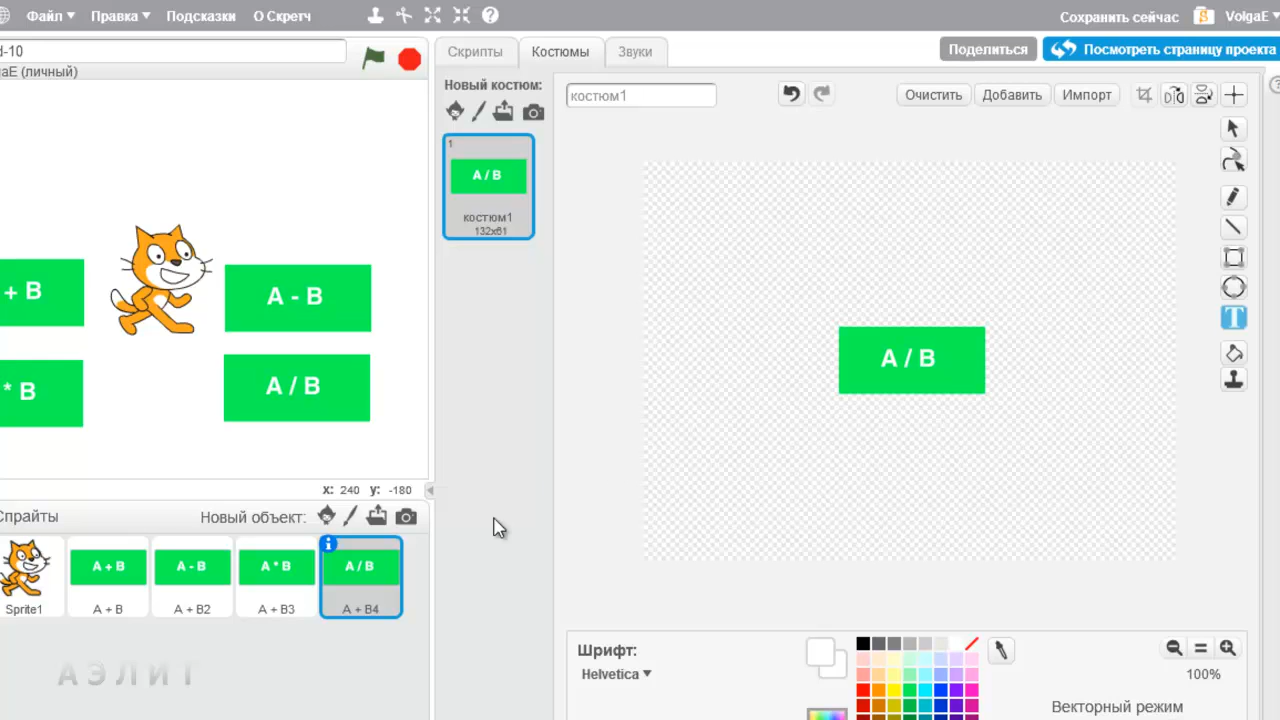 Файл Правка Подсказки О Скретч Сохранить сейчас VolgaE
d-10
aE (личный)
Скрипты Костюмы Звуки
Поделиться Посмотреть страницу проекта
Новый костюм:
костюм1
Очистить Добавить Импорт
1
A / B
костюм1
132x61
+ B
A - B
* B
A / B
A / B
x: 240 y: -180
Спрайты Новый объект:
A + B
A - B
A * B
A / B
Sprite1
A + B
A + B2
A + B3
A + B4
АЭЛИТ
Шрифт:
Helvetica
100%
Векторный режим